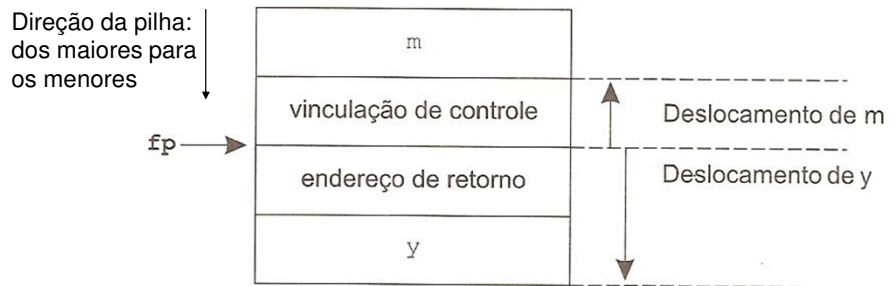 Direção da pilha:
dos maiores para
os menores
m
vinculação de controle
Deslocamento de m
fp
endereço de retorno
Deslocamento de y
y